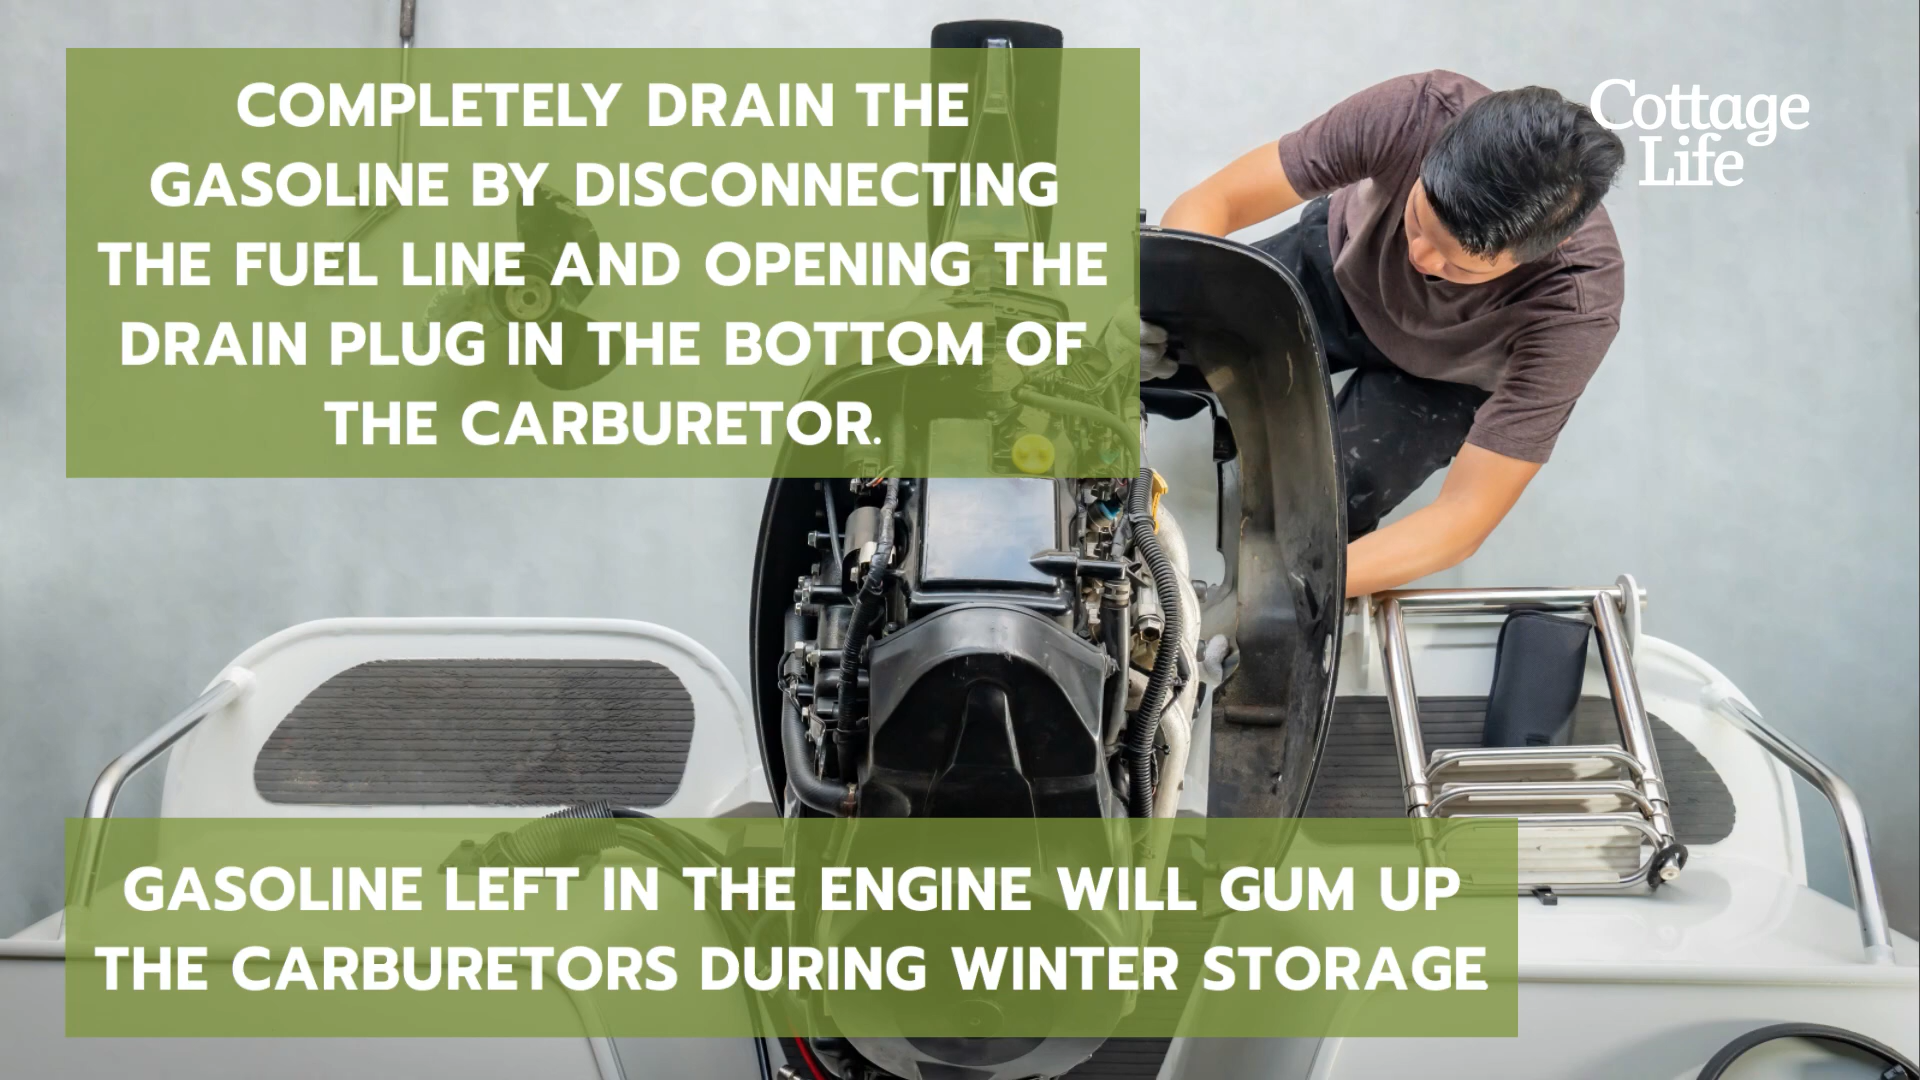 COMPLETELY DRAIN THE
GASOLINE BY DISCONNECTING
THE FUEL LINE AND OPENING THE
DRAIN PLUG IN THE BOTTOM OF
THE CARBURETOR.
Cottage
Life
GASOLINE LEFT IN THE ENGINE WILL GUM UP
THE CARBURETORS DURING WINTER STORAGE